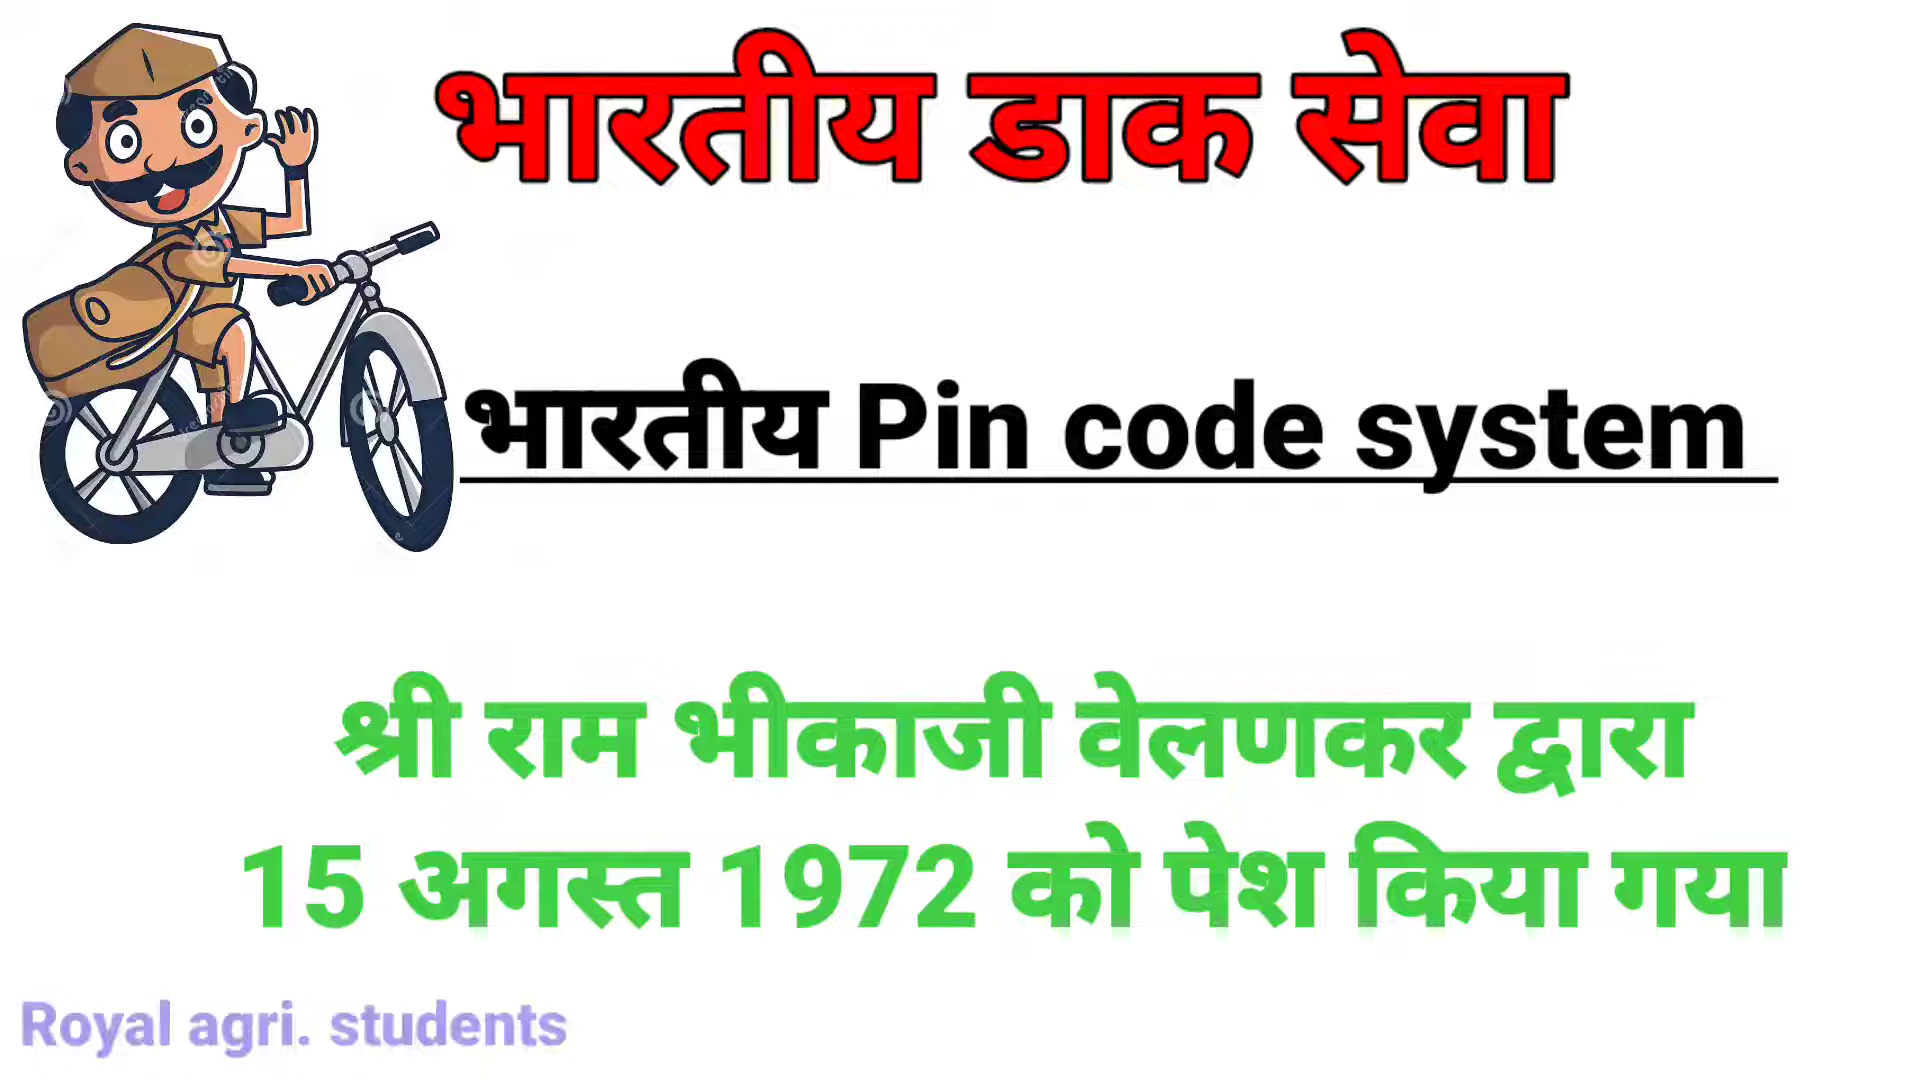 भारतीय डाक सेवा
भारतीय Pin code system
श्री राम भीकाजी वेलणकर द्वारा
15 अगस्त 1972 को पेश किया गया
Royal agri. students